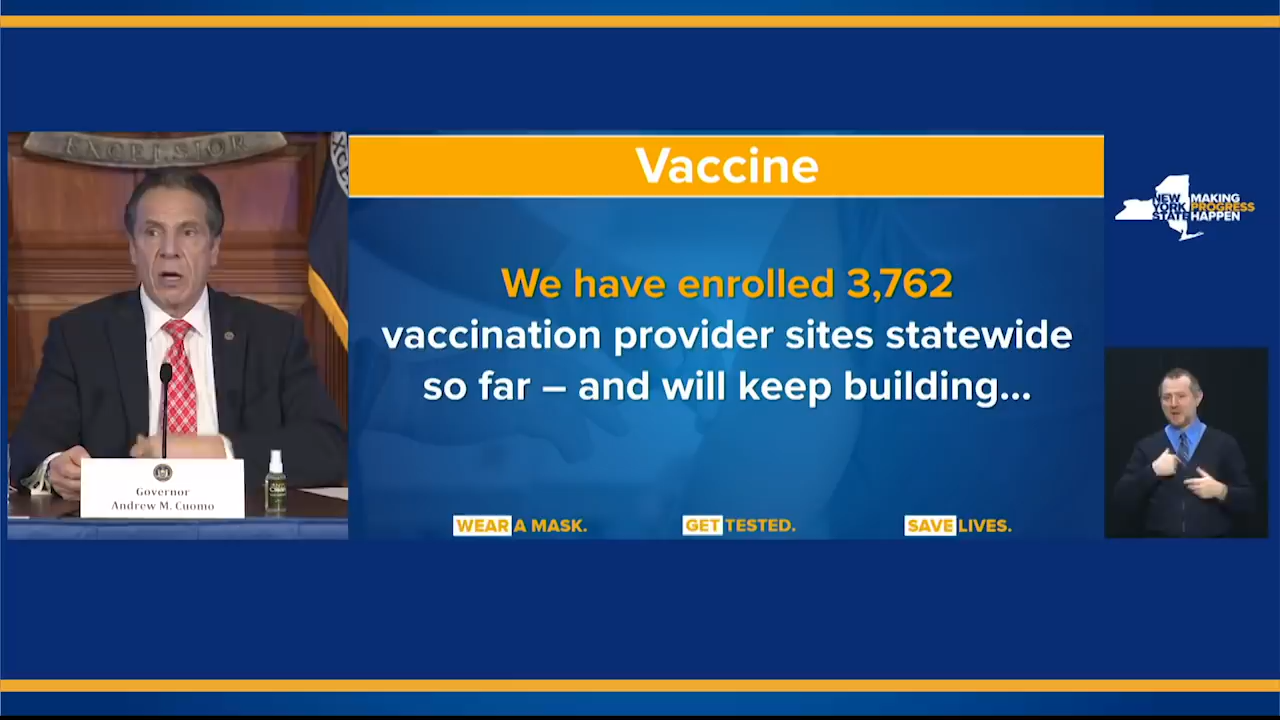 EXCELSIOR
Vaccine
We have enrolled 3,762
vaccination provider sites statewide
so far – and will keep building...
WEAR A MASK.
GET TESTED.
SAVE LIVES.
Governor
Andrew M. Cuomo
NEW
YORK
STATE
MAKING
PROGRESS
HAPPEN